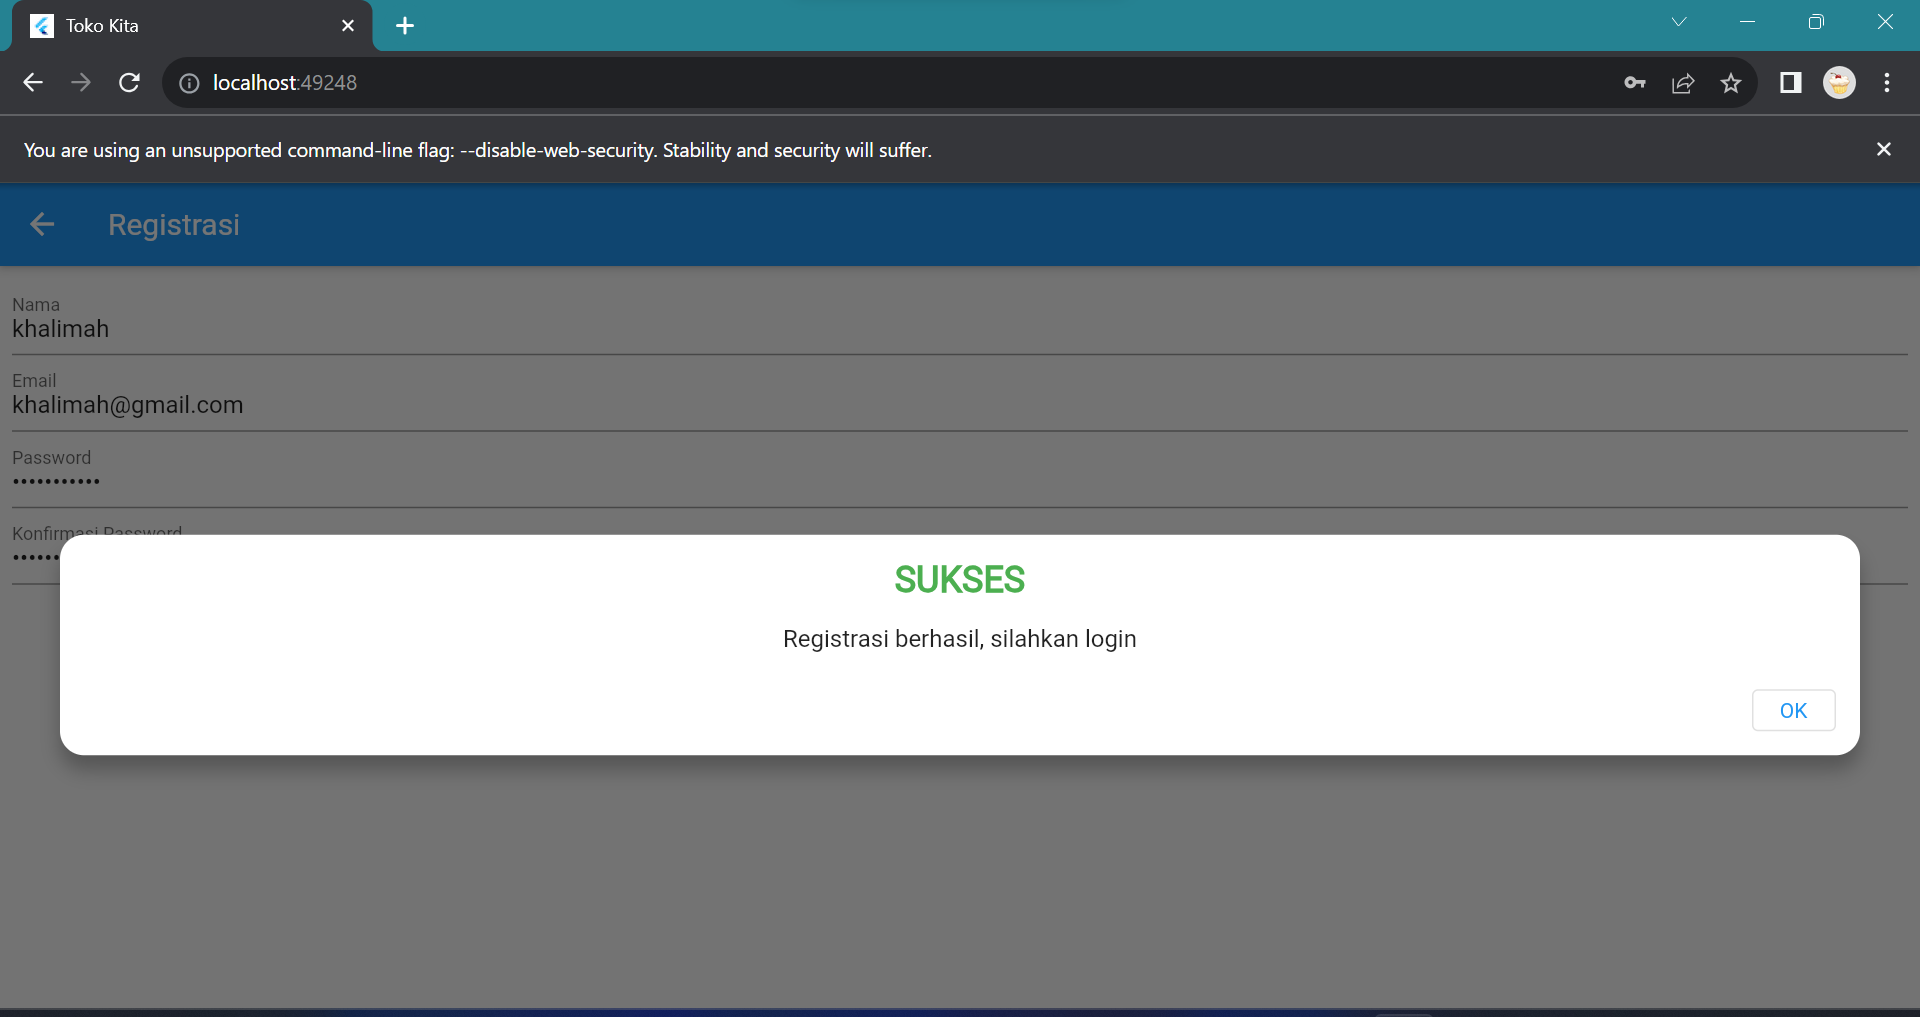 Toko Kita
localhost:49248
You are using an unsupported command-line flag: --disable-web-security. Stability and security will suffer.
Registrasi
Nama
khalimah
Email
khalimah@gmail.com
Password
•••••••••••
Konfirmasi Password
••••••
SUKSES
Registrasi berhasil, silahkan login
OK